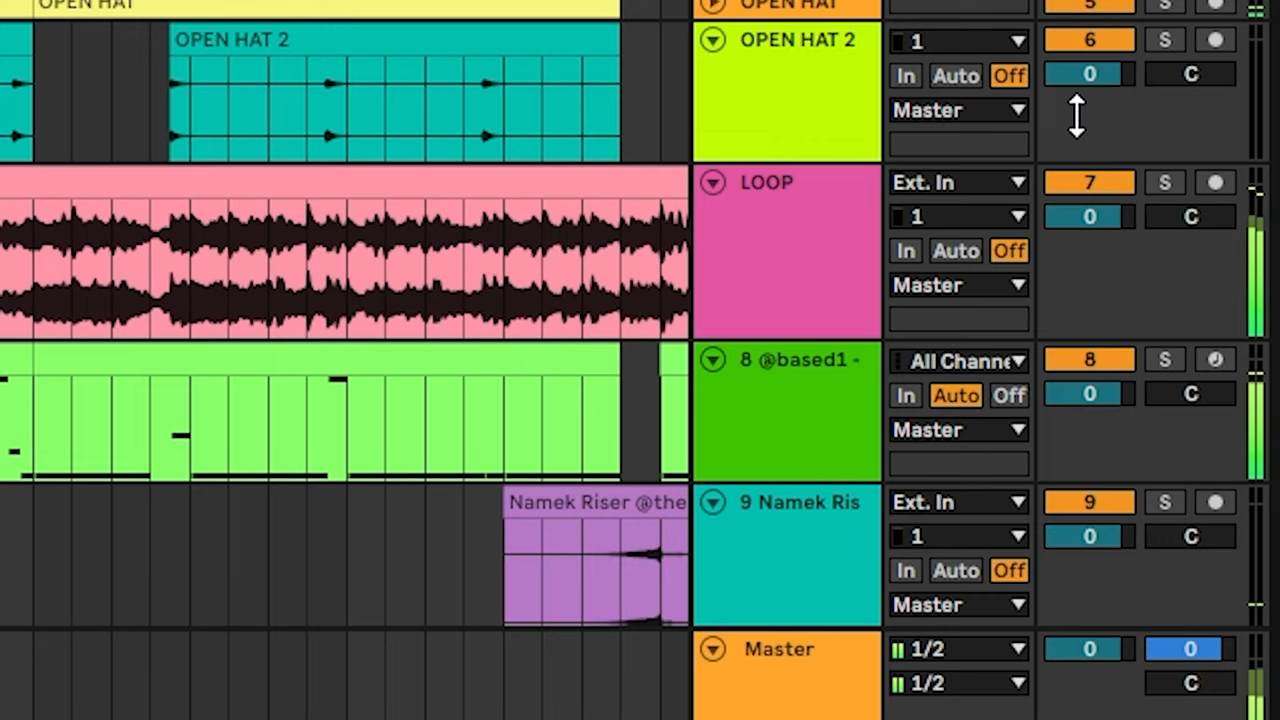 OPEN HAT
OPEN HAT
5
S
OPEN HAT 2
OPEN HAT 2
1
6
S
In
Auto
Off
0
C
Master
LOOP
Ext. In
7
S
1
0
C
In
Auto
Off
Master
8 @based1 -
All Channe
8
S
In
Auto
Off
0
C
Master
Namek Riser @the
9 Namek Ris
Ext. In
9
S
1
0
C
In
Auto
Off
Master
Master
1/2
0
0
1/2
C